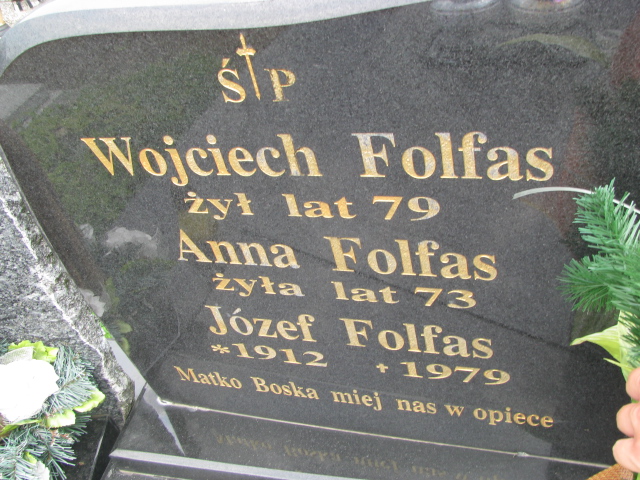 Ś†P
Wojciech Folfas
żył lat 79
Anna Folfas
żyła lat 73
Józef Folfas
*1912 +1979
Matko Boska miej nas w opiece